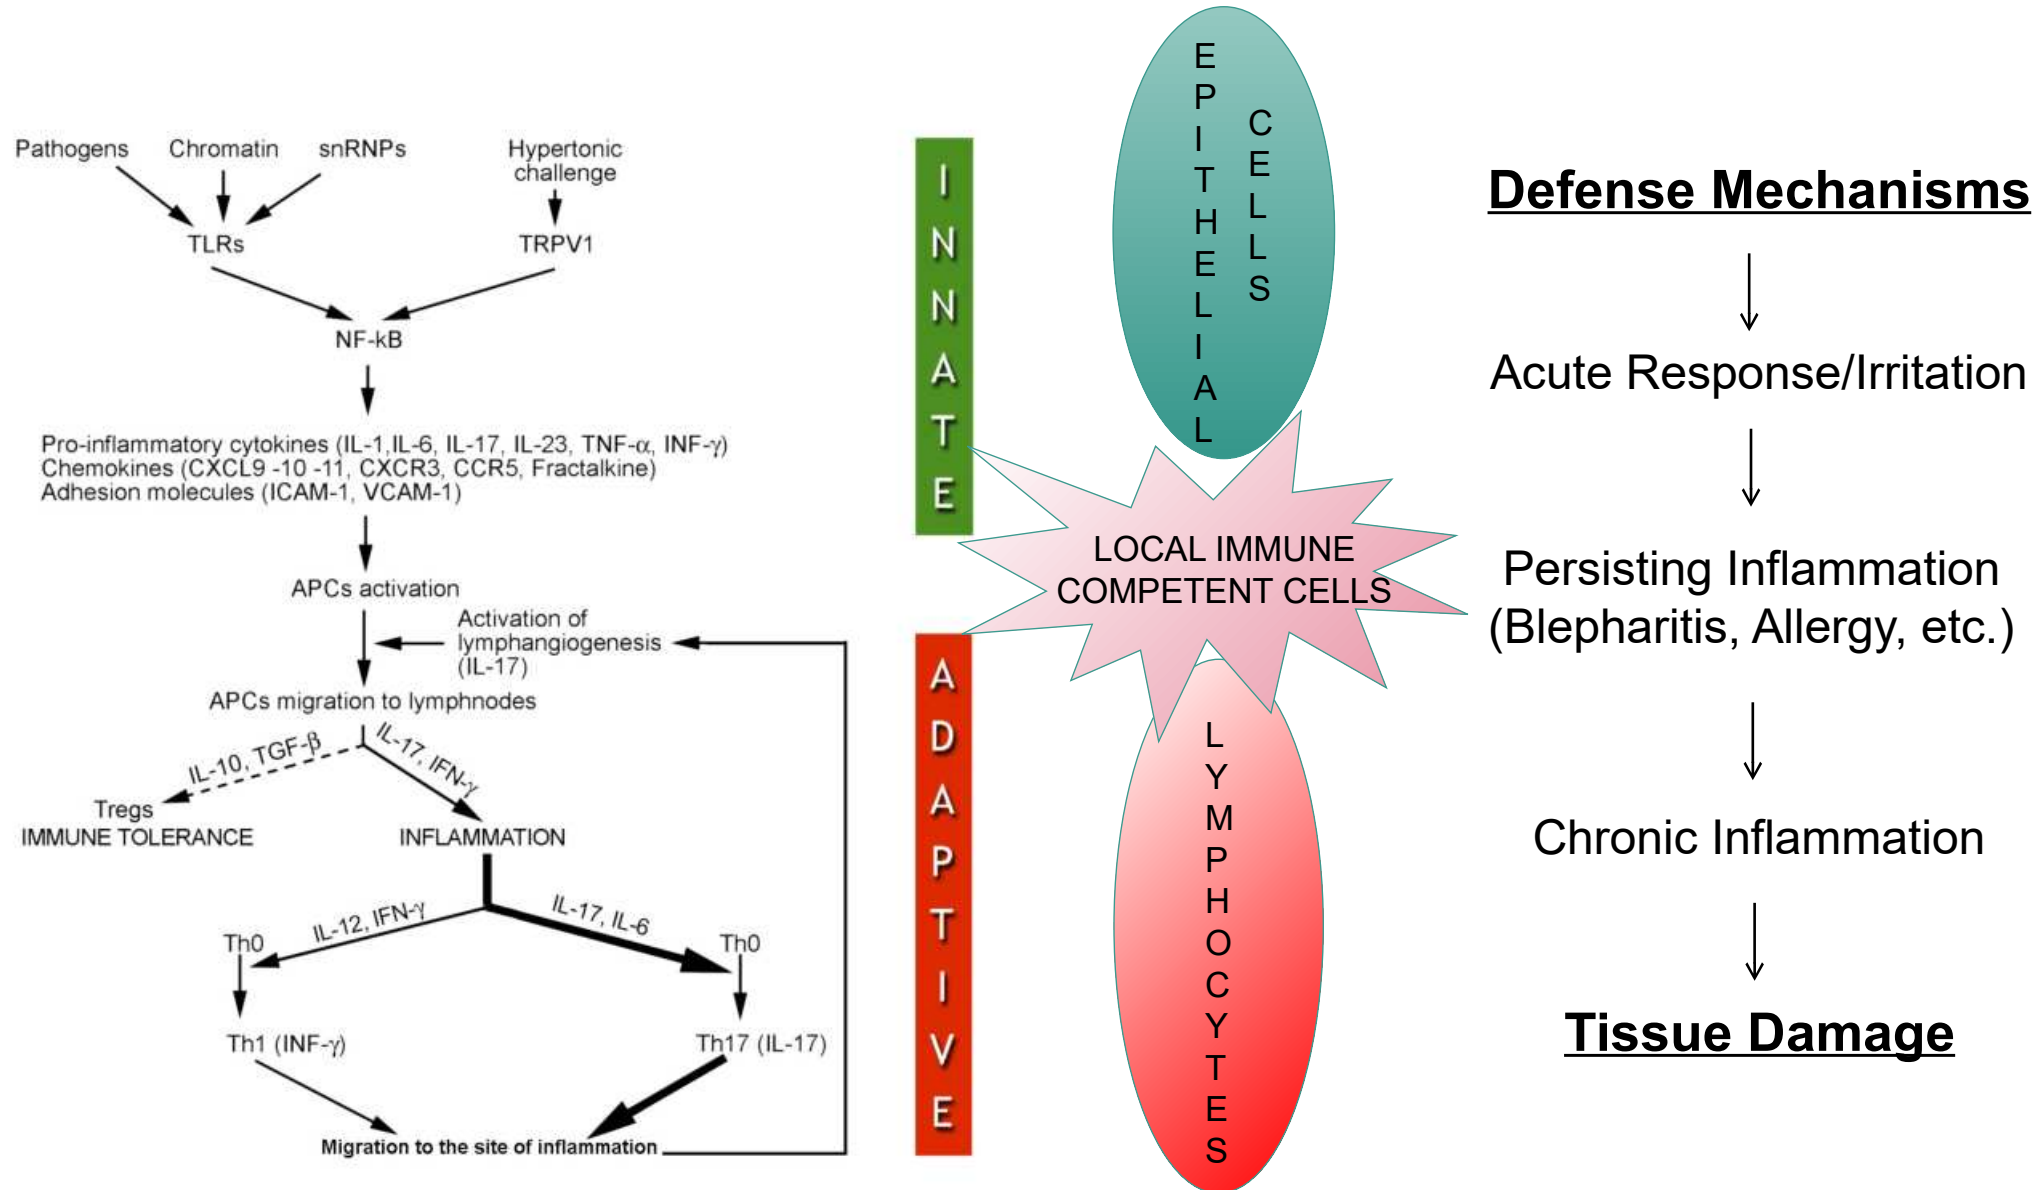 Pathogens
Chromatin
snRNPs
Hypertonic
challenge
TLRs
TRPV1
NF-kB
Pro-inflammatory cytokines (IL-1,IL-6, IL-17, IL-23, TNF-α, INF-γ)
Chemokines (CXCL9 -10 -11, CXCR3, CCR5, Fractalkine)
Adhesion molecules (ICAM-1, VCAM-1)
APCs activation
Activation of
lymphangiogenesis
(IL-17)
APCs migration to lymphnodes
IL-10, TGF-β
IL-17, IFN-γ
Tregs
IMMUNE TOLERANCE
INFLAMMATION
IL-12, IFN-γ
IL-17, IL-6
Th0
Th0
Th1 (INF-γ)
Th17 (IL-17)
Migration to the site of inflammation
INNATE
ADAPTIVE
EPITHELIAL
CELLS
LOCAL IMMUNE
COMPETENT CELLS
LYMPHOCYTES
Defense Mechanisms
Acute Response/Irritation
Persisting Inflammation
(Blepharitis, Allergy, etc.)
Chronic Inflammation
Tissue Damage